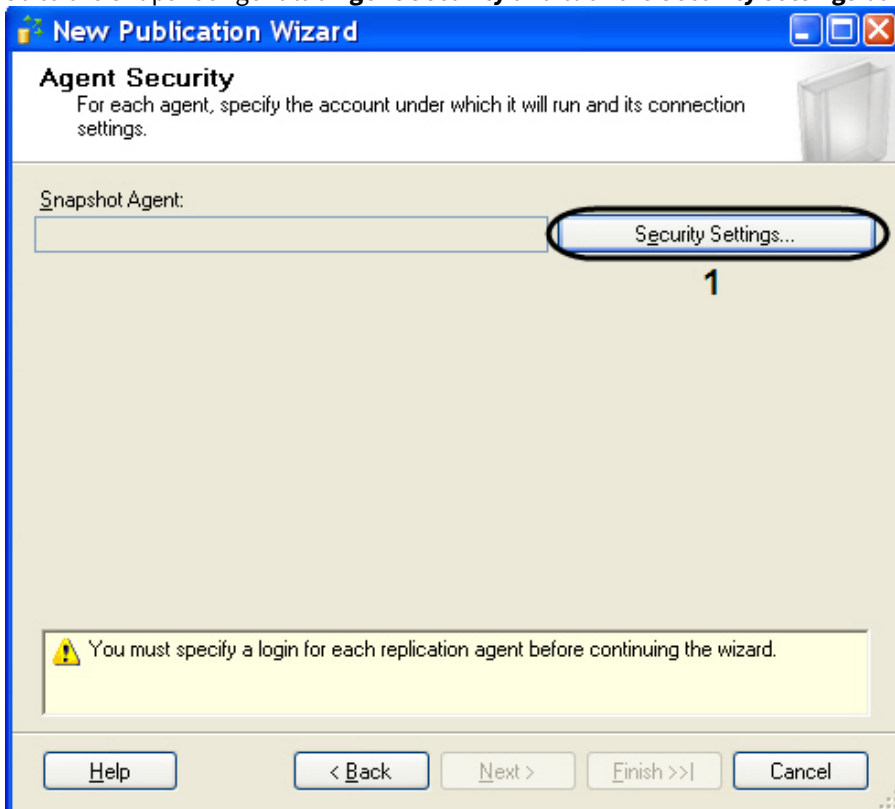 New Publication Wizard
Agent Security
For each agent, specify the account under which it will run and its connection
settings.
Snapshot Agent:
Security Settings...
1
You must specify a login for each replication agent before continuing the wizard.
Help
< Back
Next >
Finish >>|
Cancel